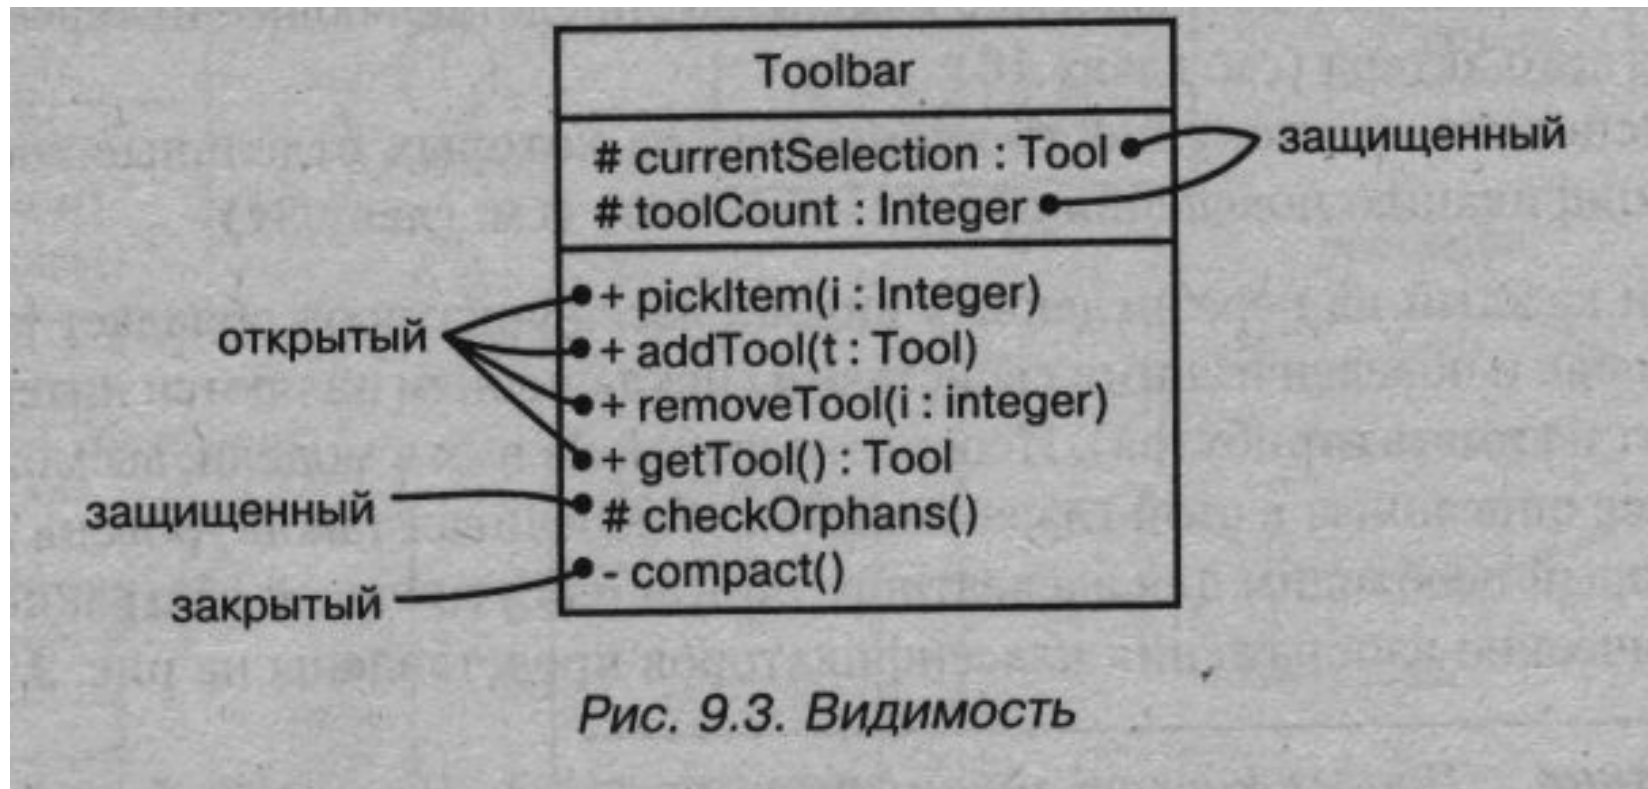 Toolbar
# currentSelection : Tool
# toolCount : Integer
защищенный
+ pickItem(i : Integer)
+ addTool(t : Tool)
+ removeTool(i : integer)
+ getTool() : Tool
# checkOrphans()
- compact()
открытый
защищенный
закрытый
Рис. 9.3. Видимость